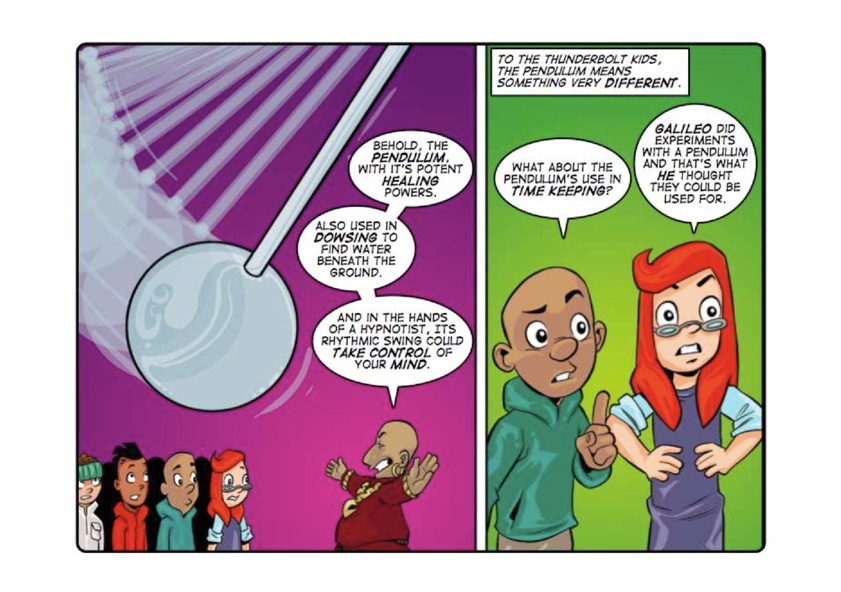 BEHOLD, THE
PENDULUM,
WITH IT'S POTENT
HEALING
POWERS.
ALSO USED IN
DOWSING TO
FIND WATER
BENEATH THE
GROUND.
AND IN THE HANDS
OF A HYPNOTIST, ITS
RHYTHMIC SWING COULD
TAKE CONTROL OF
YOUR MIND.
TO THE THUNDERBOLT KIDS,
THE PENDULUM MEANS
SOMETHING VERY DIFFERENT.
WHAT ABOUT THE
PENDULUM'S USE IN
TIME KEEPING?
GALILEO DID
EXPERIMENTS
WITH A PENDULUM
AND THAT'S WHAT
HE THOUGHT
THEY COULD BE
USED FOR.